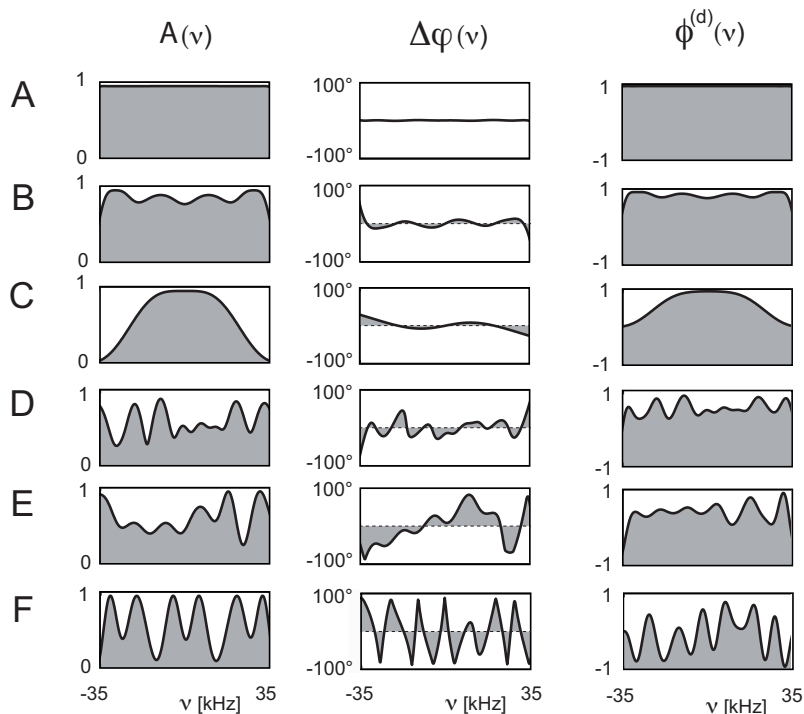 A(ν) Δφ(ν) ϕ(d)(ν)
A 1 0 100° -100° 1 -1
B 1 0 100° -100° 1 -1
C 1 0 100° -100° 1 -1
D 1 0 100° -100° 1 -1
E 1 0 100° -100° 1 -1
F 1 0 100° -100° 1 -1
-35 35 -35 35 -35 35
ν [kHz] ν [kHz] ν [kHz]